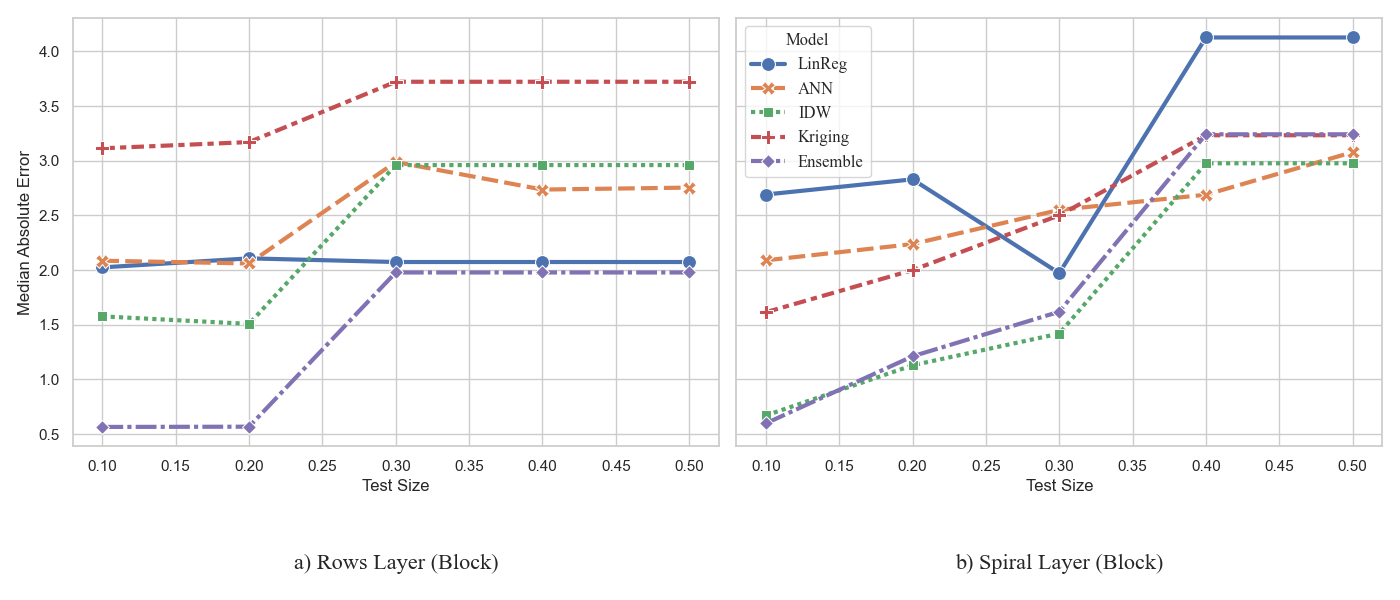 Median Absolute Error
4.0
3.5
3.0
2.5
2.0
1.5
1.0
0.5
0.10 0.15 0.20 0.25 0.30 0.35 0.40 0.45 0.50
Test Size
a) Rows Layer (Block)
Model
LinReg
ANN
IDW
Kriging
Ensemble
0.10 0.15 0.20 0.25 0.30 0.35 0.40 0.45 0.50
Test Size
b) Spiral Layer (Block)